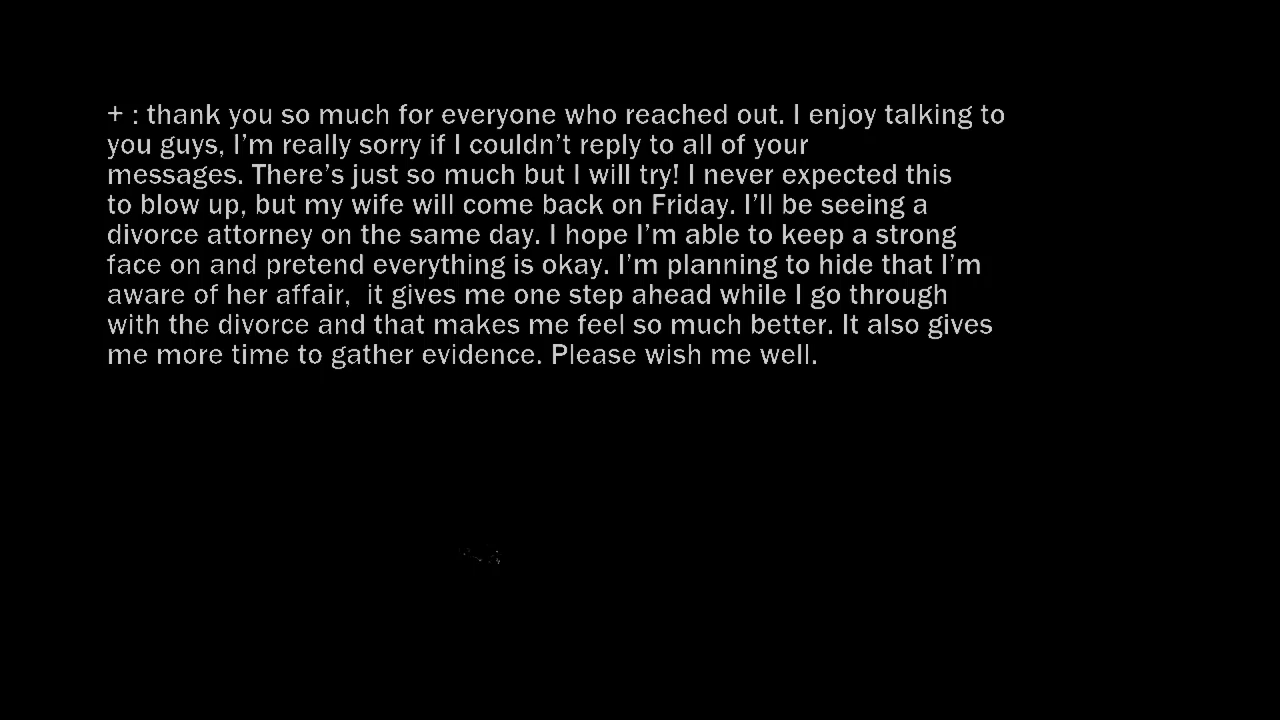 + : thank you so much for everyone who reached out. I enjoy talking to
you guys, I’m really sorry if I couldn’t reply to all of your
messages. There’s just so much but I will try! I never expected this
to blow up, but my wife will come back on Friday. I’ll be seeing a
divorce attorney on the same day. I hope I’m able to keep a strong
face on and pretend everything is okay. I’m planning to hide that I’m
aware of her affair,  it gives me one step ahead while I go through
with the divorce and that makes me feel so much better. It also gives
me more time to gather evidence. Please wish me well.